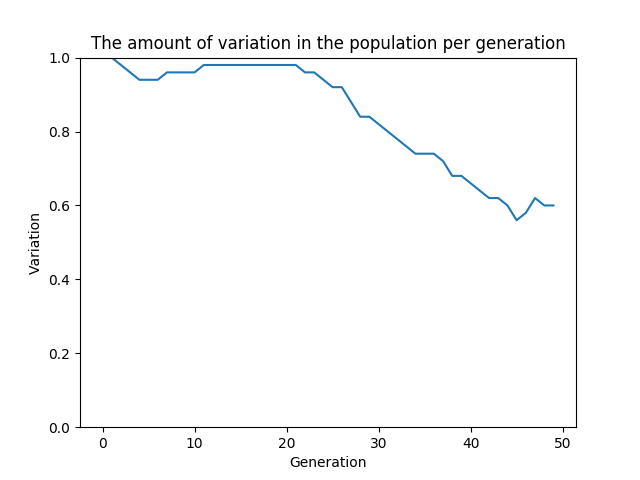 The amount of variation in the population per generation
1.0
0.8
0.6
0.4
0.2
0.0
Variation
0 10 20 30 40 50
Generation